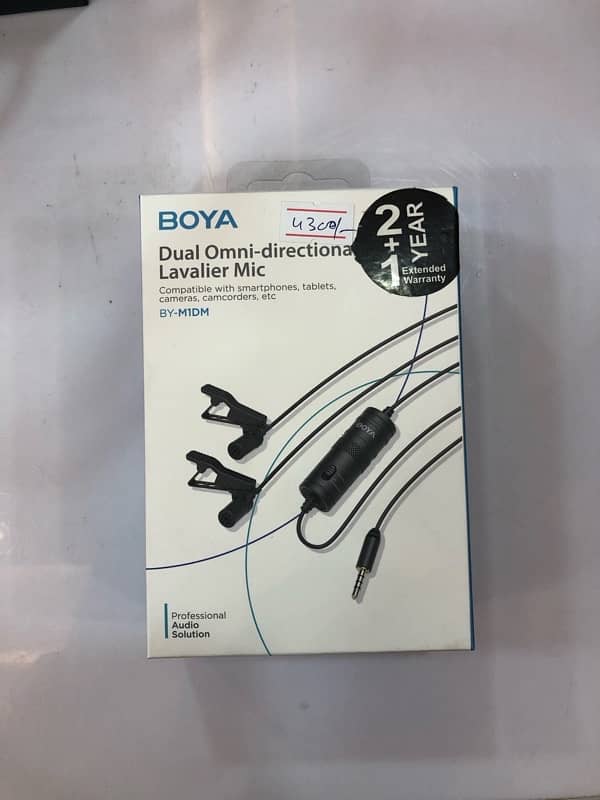 BOYA
4300/-
Dual Omni-directiona
Lavalier Mic
Compatible with smartphones, tablets,
cameras, camcorders, etc
BY-M1DM
1+2
YEAR
Extended
Warranty
BOYA
Professional
Audio
Solution